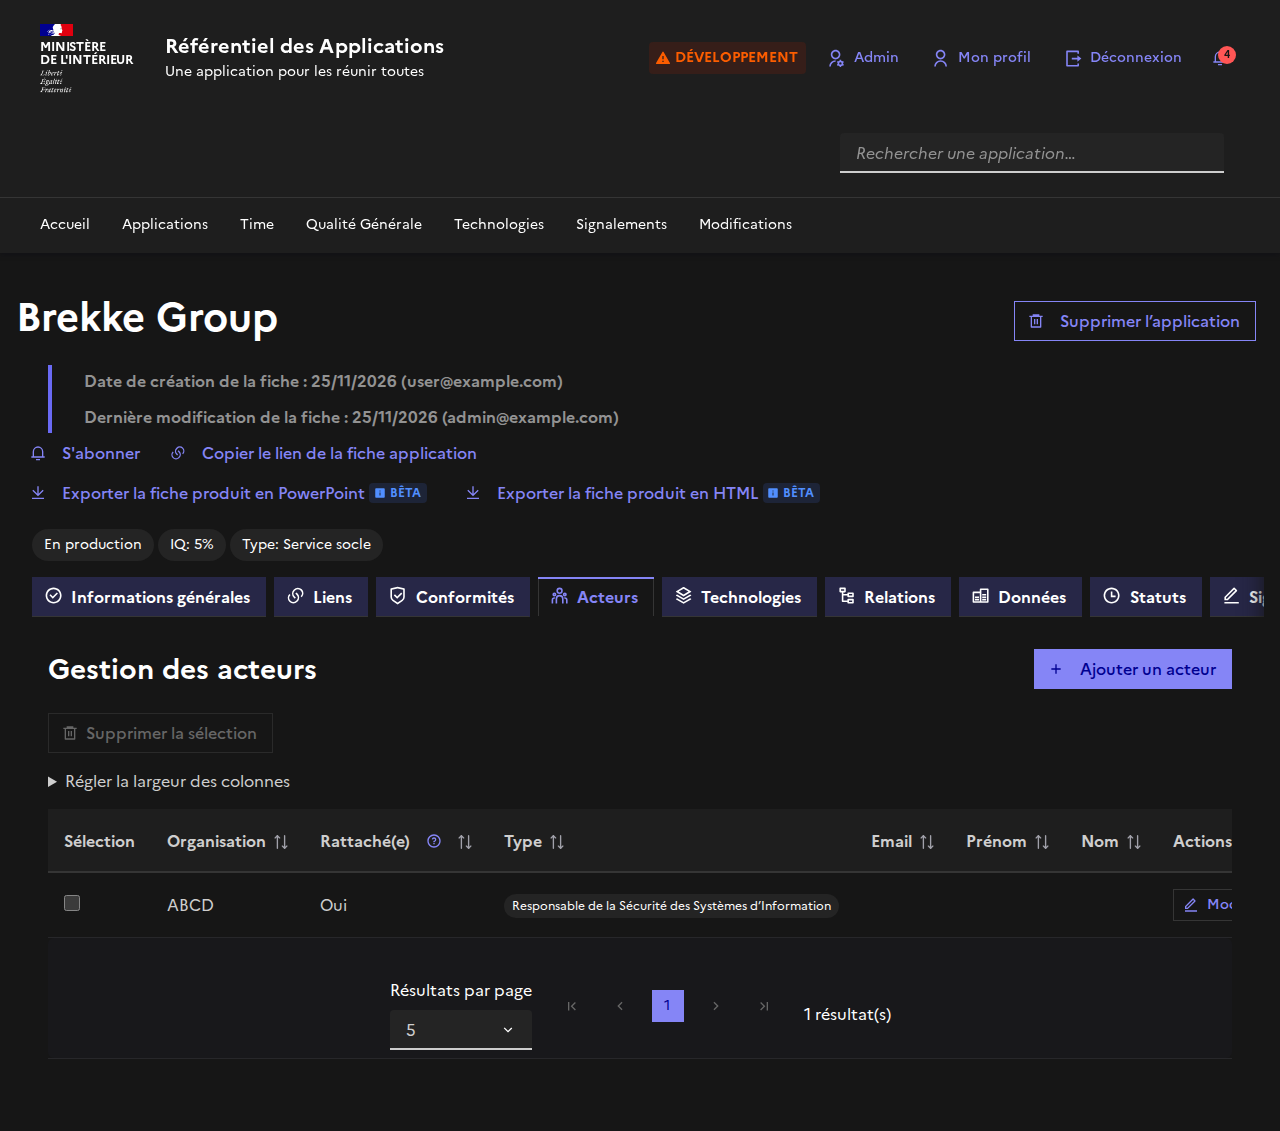 MINISTÈRE
DE L'INTÉRIEUR
Liberté
Égalité
Fraternité
Référentiel des Applications
Une application pour les réunir toutes
DÉVELOPPEMENT
Admin
Mon profil
Déconnexion
4
Rechercher une application…
Accueil
Applications
Time
Qualité Générale
Technologies
Signalements
Modifications
Brekke Group
Supprimer l’application
Date de création de la fiche : 25/11/2026 (user@example.com)
Dernière modification de la fiche : 25/11/2026 (admin@example.com)
S'abonner
Copier le lien de la fiche application
Exporter la fiche produit en PowerPoint BÊTA
Exporter la fiche produit en HTML BÊTA
En production
IQ: 5%
Type: Service socle
Informations générales
Liens
Conformités
Acteurs
Technologies
Relations
Données
Statuts
Sig
Gestion des acteurs
Ajouter un acteur
Supprimer la sélection
Régler la largeur des colonnes
Sélection
Organisation
Rattaché(e)
Type
Email
Prénom
Nom
Actions
ABCD
Oui
Responsable de la Sécurité des Systèmes d’Information
Mod
Résultats par page
5
1
1 résultat(s)